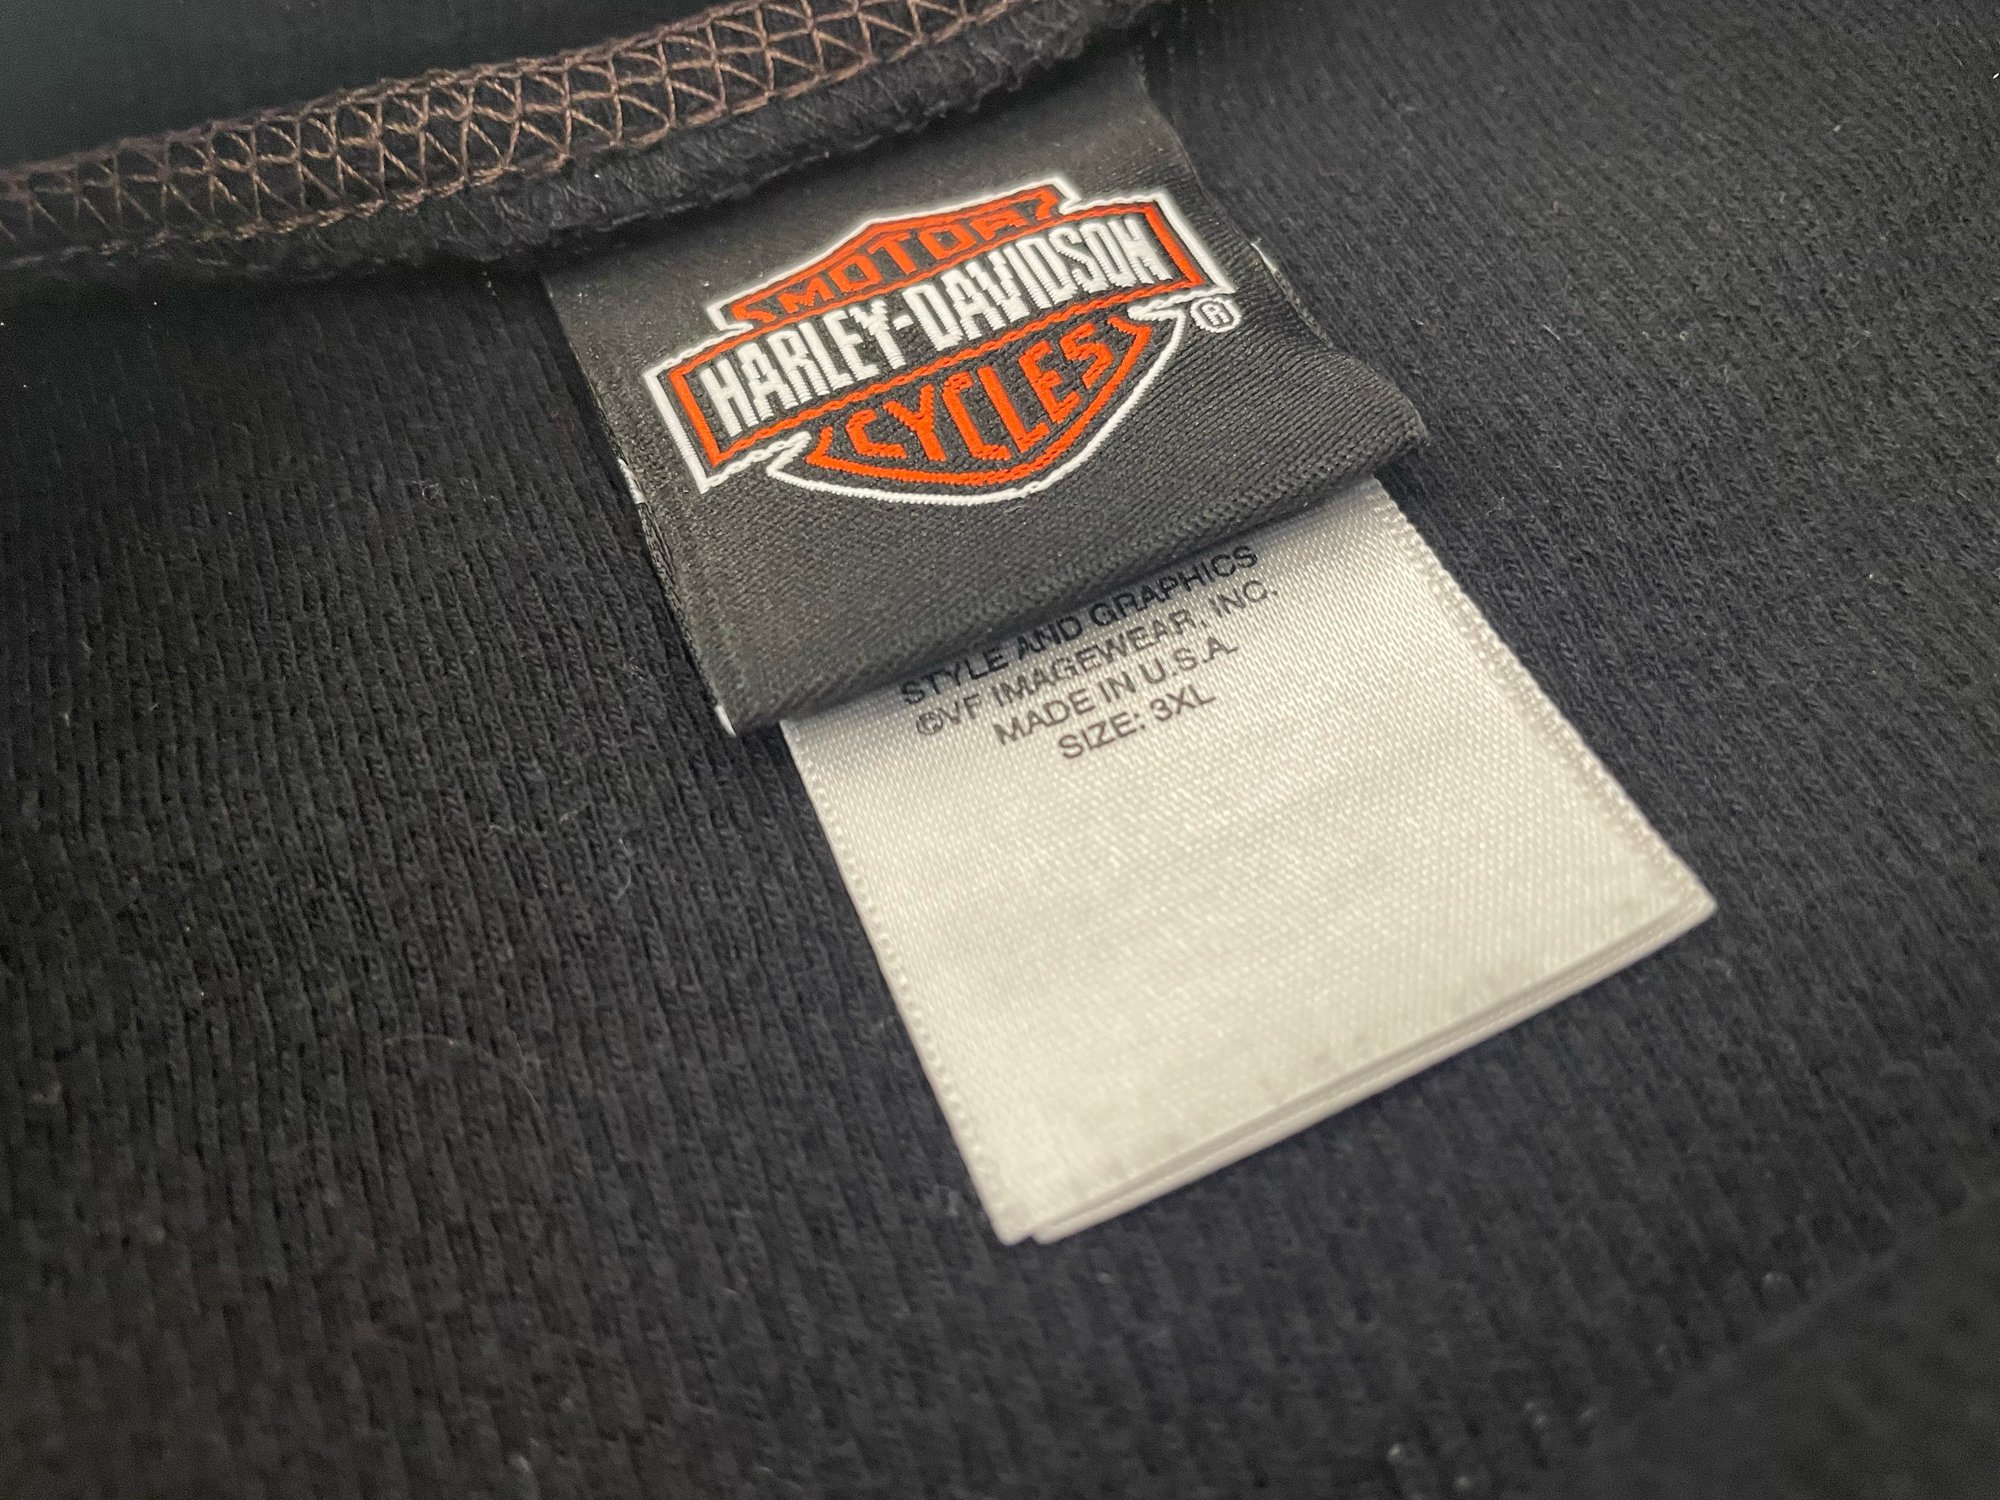 MOTOR
HARLEY-DAVIDSON
CYCLES
®
STYLE AND GRAPHICS
©VF IMAGEWEAR, INC.
MADE IN U.S.A.
SIZE: 3XL